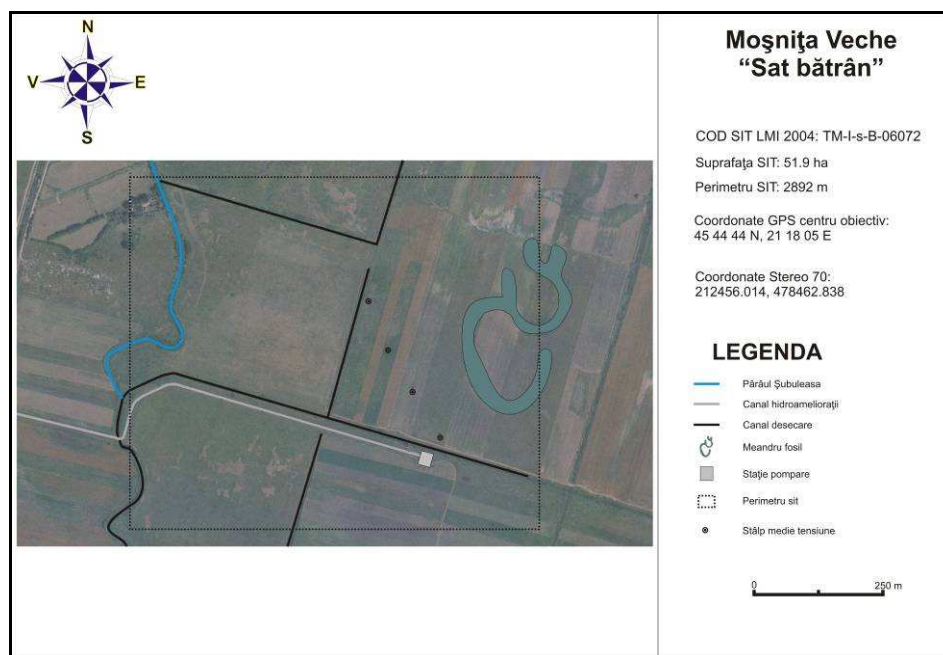 N
V E
S
Moşniţa Veche
“Sat bătrân”
COD SIT LMI 2004: TM-I-s-B-06072
Suprafaţa SIT: 51.9 ha
Perimetru SIT: 2892 m
Coordonate GPS centru obiectiv:
45 44 44 N, 21 18 05 E
Coordonate Stereo 70:
212456.014, 478462.838
LEGENDA
Pârâul Şubuleasa
Canal hidroamelioraţii
Canal desecare
Meandru fosil
Staţie pompare
Perimetru sit
Stâlp medie tensiune
0 250 m